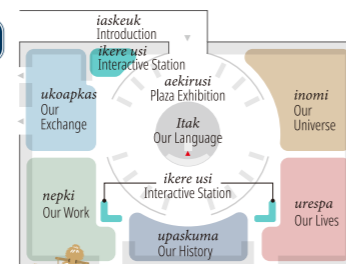 iaskeuk
Introduction
ikere usi
Interactive Station
aekirusi
Plaza Exhibition
ukoapkas
Our
Exchange
inomi
Our
Universe
Itak
Our Language
ikere usi
Interactive Station
nepki
Our Work
urespa
Our Lives
upaskuma
Our History